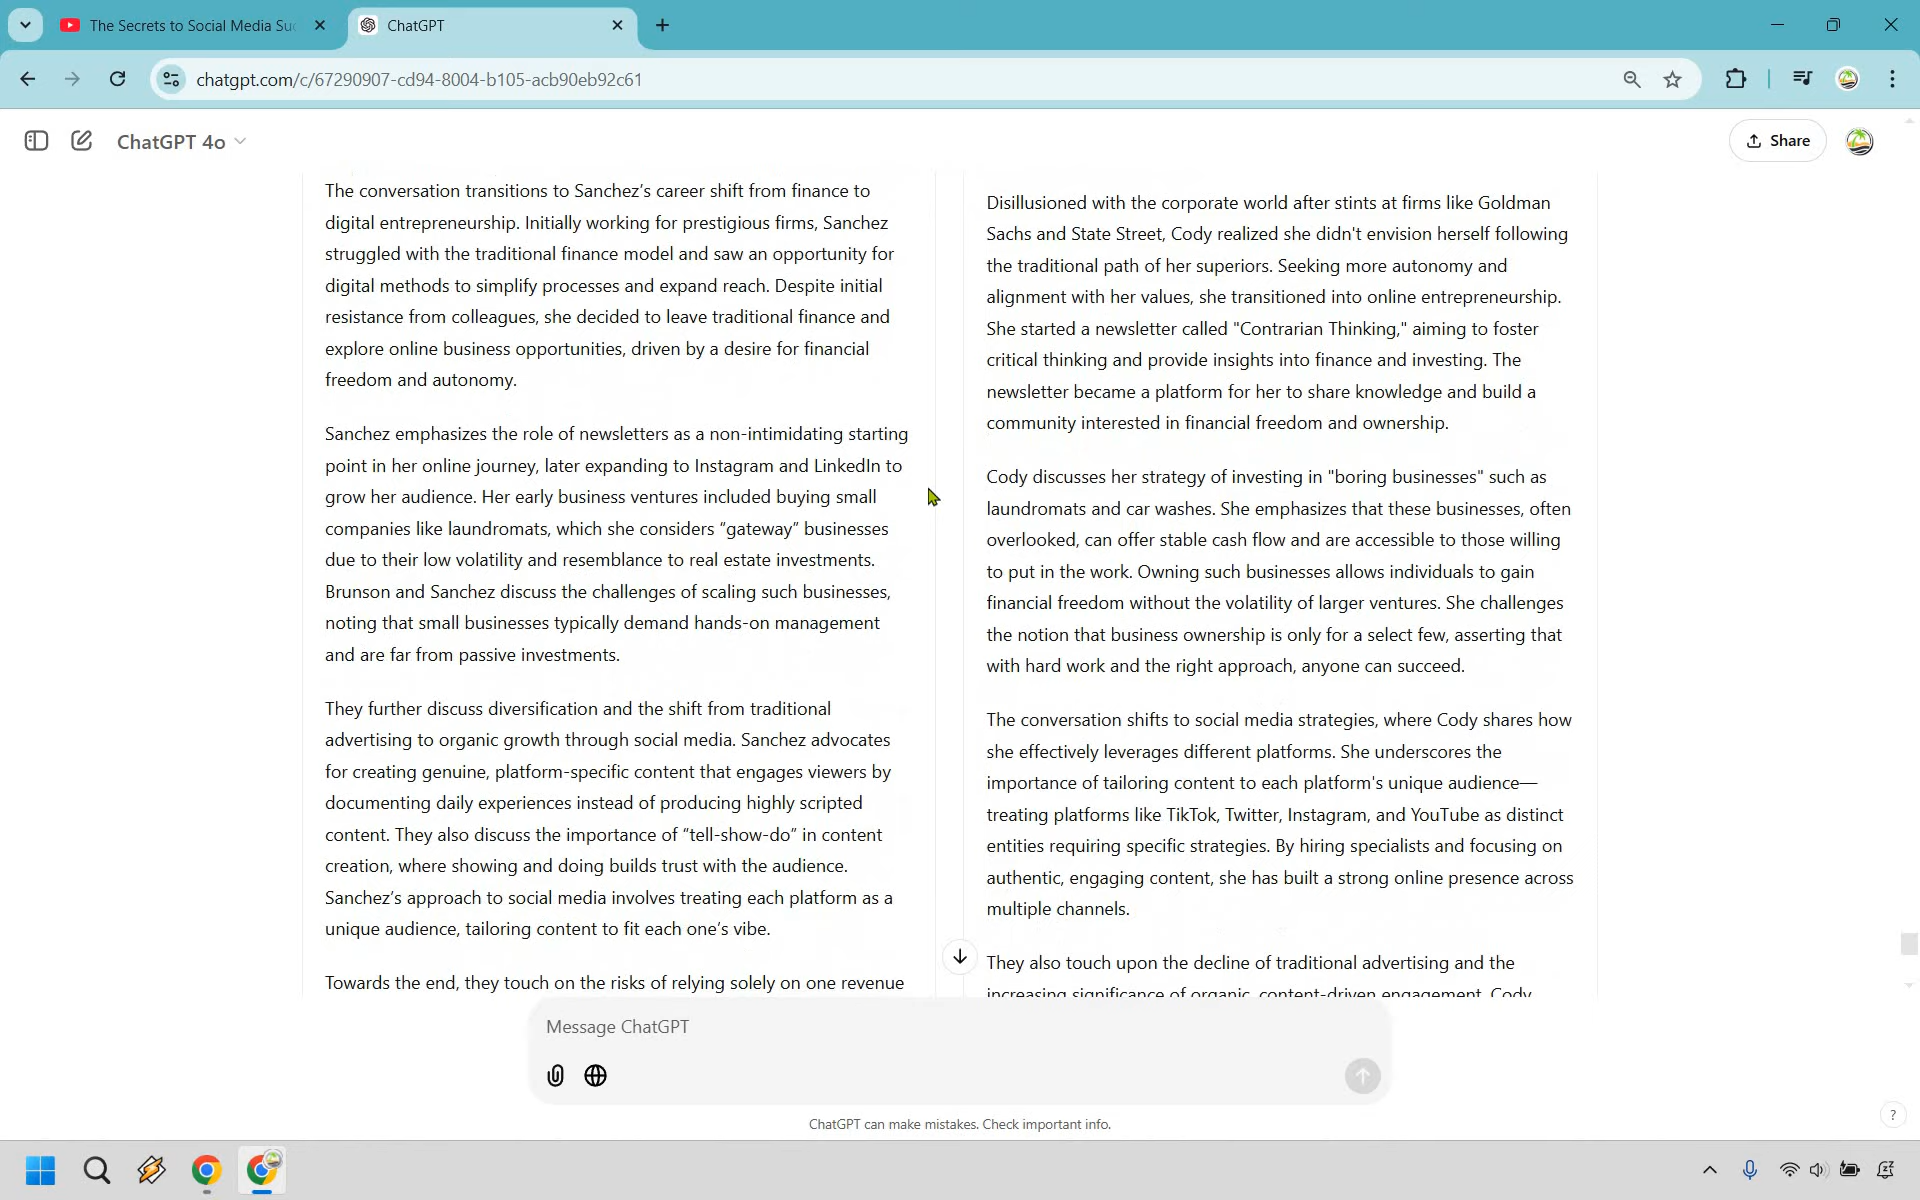 The Secrets to Social Media Su
ChatGPT
chatgpt.com/c/67290907-cd94-8004-b105-acb90eb92c61
ChatGPT 4o
Share
The conversation transitions to Sanchez’s career shift from finance to
digital entrepreneurship. Initially working for prestigious firms, Sanchez
struggled with the traditional finance model and saw an opportunity for
digital methods to simplify processes and expand reach. Despite initial
resistance from colleagues, she decided to leave traditional finance and
explore online business opportunities, driven by a desire for financial
freedom and autonomy.
Sanchez emphasizes the role of newsletters as a non-intimidating starting
point in her online journey, later expanding to Instagram and LinkedIn to
grow her audience. Her early business ventures included buying small
companies like laundromats, which she considers “gateway” businesses
due to their low volatility and resemblance to real estate investments.
Brunson and Sanchez discuss the challenges of scaling such businesses,
noting that small businesses typically demand hands-on management
and are far from passive investments.
They further discuss diversification and the shift from traditional
advertising to organic growth through social media. Sanchez advocates
for creating genuine, platform-specific content that engages viewers by
documenting daily experiences instead of producing highly scripted
content. They also discuss the importance of “tell-show-do” in content
creation, where showing and doing builds trust with the audience.
Sanchez’s approach to social media involves treating each platform as a
unique audience, tailoring content to fit each one’s vibe.
Towards the end, they touch on the risks of relying solely on one revenue
Disillusioned with the corporate world after stints at firms like Goldman
Sachs and State Street, Cody realized she didn't envision herself following
the traditional path of her superiors. Seeking more autonomy and
alignment with her values, she transitioned into online entrepreneurship.
She started a newsletter called "Contrarian Thinking," aiming to foster
critical thinking and provide insights into finance and investing. The
newsletter became a platform for her to share knowledge and build a
community interested in financial freedom and ownership.
Cody discusses her strategy of investing in "boring businesses" such as
laundromats and car washes. She emphasizes that these businesses, often
overlooked, can offer stable cash flow and are accessible to those willing
to put in the work. Owning such businesses allows individuals to gain
financial freedom without the volatility of larger ventures. She challenges
the notion that business ownership is only for a select few, asserting that
with hard work and the right approach, anyone can succeed.
The conversation shifts to social media strategies, where Cody shares how
she effectively leverages different platforms. She underscores the
importance of tailoring content to each platform's unique audience—
treating platforms like TikTok, Twitter, Instagram, and YouTube as distinct
entities requiring specific strategies. By hiring specialists and focusing on
authentic, engaging content, she has built a strong online presence across
multiple channels.
They also touch upon the decline of traditional advertising and the
increasing significance of organic, content-driven engagement. Cody
Message ChatGPT
ChatGPT can make mistakes. Check important info.
?